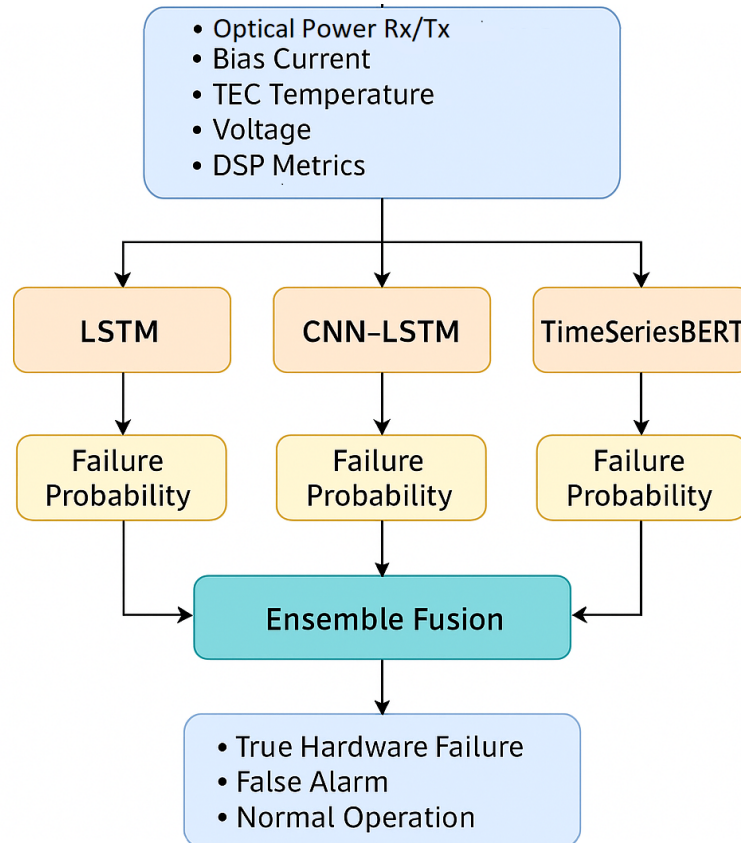 • Optical Power Rx/Tx
• Bias Current
• TEC Temperature
• Voltage
• DSP Metrics
LSTM
CNN–LSTM
TimeSeriesBERT
Failure
Probability
Failure
Probability
Failure
Probability
Ensemble Fusion
• True Hardware Failure
• False Alarm
• Normal Operation